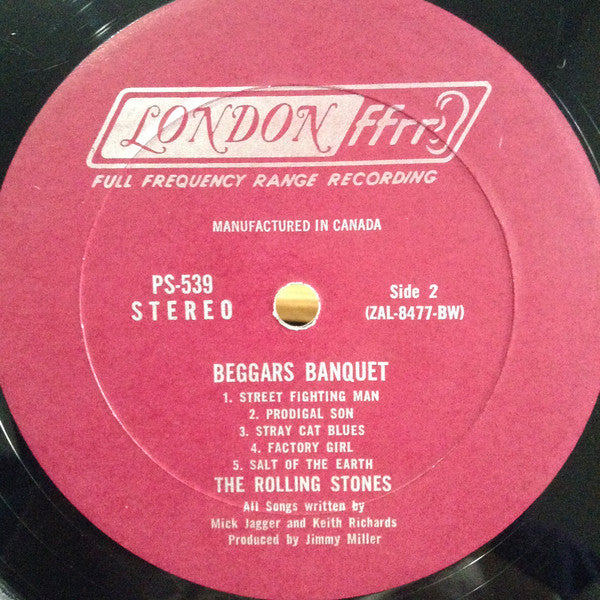 LONDON ffrr
FULL FREQUENCY RANGE RECORDING
MANUFACTURED IN CANADA
PS-539
STEREO
Side 2
(ZAL-8477-BW)
BEGGARS BANQUET
1. STREET FIGHTING MAN
2. PRODIGAL SON
3. STRAY CAT BLUES
4. FACTORY GIRL
5. SALT OF THE EARTH
THE ROLLING STONES
All Songs written by
Mick Jagger and Keith Richards
Produced by Jimmy Miller